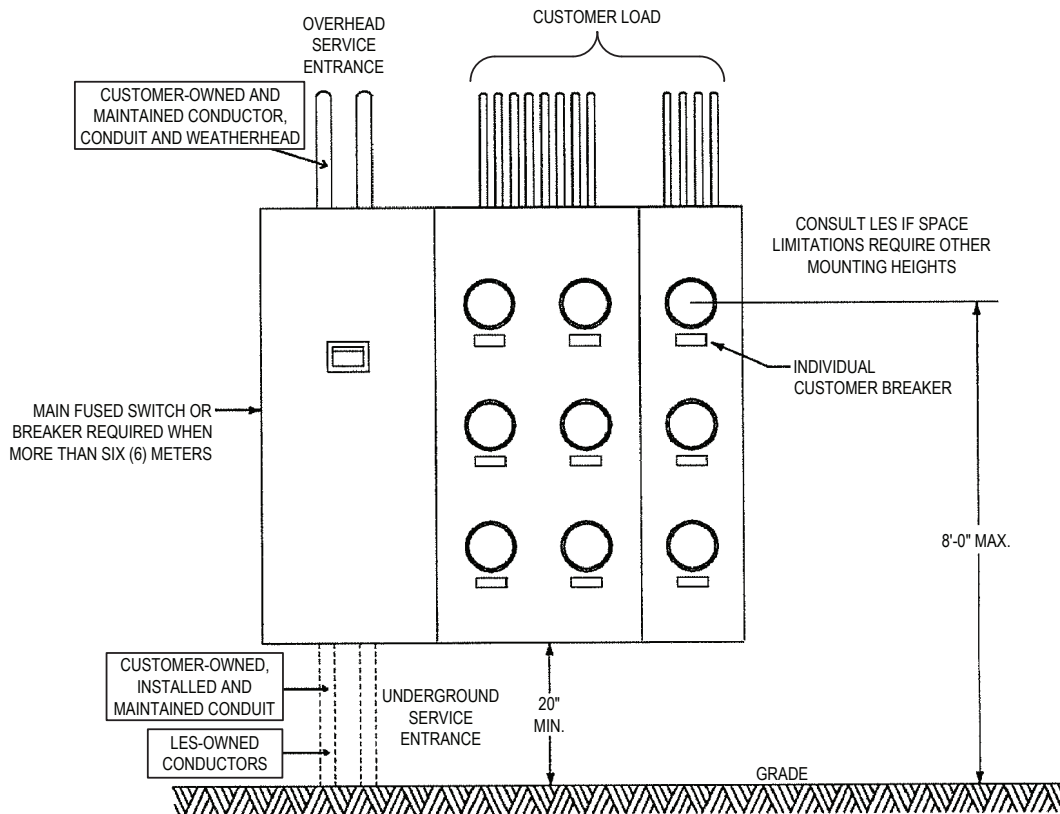 OVERHEAD
SERVICE
ENTRANCE
CUSTOMER LOAD
CUSTOMER-OWNED AND
MAINTAINED CONDUCTOR,
CONDUIT AND WEATHERHEAD
CONSULT LES IF SPACE
LIMITATIONS REQUIRE OTHER
MOUNTING HEIGHTS
INDIVIDUAL
CUSTOMER BREAKER
MAIN FUSED SWITCH OR
BREAKER REQUIRED WHEN
MORE THAN SIX (6) METERS
8'-0" MAX.
CUSTOMER-OWNED,
INSTALLED AND
MAINTAINED CONDUIT
UNDERGROUND
SERVICE
ENTRANCE
20"
MIN.
LES-OWNED
CONDUCTORS
GRADE